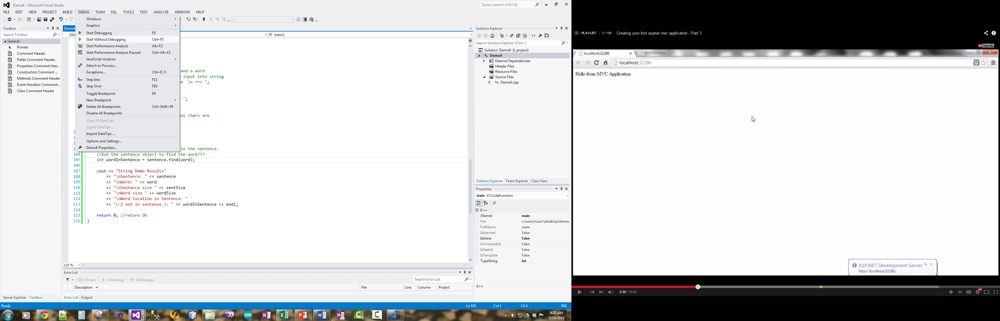 Demo4 - Microsoft Visual Studio
Quick Launch (Ctrl+Q)
FILE EDIT VIEW PROJECT BUILD DEBUG TEAM SQL TOOLS TEST ANALYZE WINDOW HELP
Toolbox
Search Toolbox
General
Pointer
Comment Header
Fields Comment Header
Properties Comment Hea...
Constructors Comment ...
Methods Comment Header
Event Handlers Comment...
Class Comment Header
Server Explorer Toolbox
Windows
Graphics
Start Debugging F5
Start Without Debugging Ctrl+F5
Start Performance Analysis Alt+F2
Start Performance Analysis Paused Ctrl+Alt+F2
JavaScript Analysis
Attach to Process...
Exceptions... Ctrl+D, E
Step Into F11
Step Over F10
Toggle Breakpoint F9
New Breakpoint
Delete All Breakpoints Ctrl+Shift+F9
Disable All Breakpoints
Clear All DataTips
Export DataTips ...
Import DataTips ...
Options and Settings...
Demo4 Properties...
Demo4
(Glo
main()
and a word
input into string
te \n ==> ";
";
ny chars are
in the sentence.
104 //Ask the sentence object to find the word???
105 int wordInSentence = sentence.find(word);
106
107 cout << "String Demo Results"
108 << "\nSentence: " << sentence
109 << "\nWord: " << word
110 << "\nSentence size " << sentSize
111 << "\nWord size " << wordSize
112 << "\nWord location in Sentence: "
113 << "(-1 not in sentence ): " << wordInSentence << endl;
114
115 return 0; //return OK
116 }
110 %
Error List
0 Errors 0 Warnings 0 Messages
Search Error List
Description File Line Column Project
Error List Output
Solution Explorer
Search Solution Explorer (Ctrl+;)
Solution 'Demo4' (1 project)
Demo4
External Dependencies
Header Files
Resource Files
Source Files
Demo4.cpp
Solution Explorer Team Explorer Class View
Properties
main VCCodeFunction
C++
(Name) main
File c:\users\user\desktop\demo
FullName main
IsInjected False
IsInline False
IsOverloaded False
IsSealed False
IsTemplate False
TypeString int
C++
Ready
Ln 105 Col 1 Ch 1 INS
9:27 AM
5/29/2014
PLAYLIST 3 / 100 Creating your first aspnet mvc application - Part 3
Subscribe
localhost:32286
localhost:32286
Hello from MVC Application
ASP.NET Development Server
http://localhost:32286/
3:39 / 12:29
CC
HD